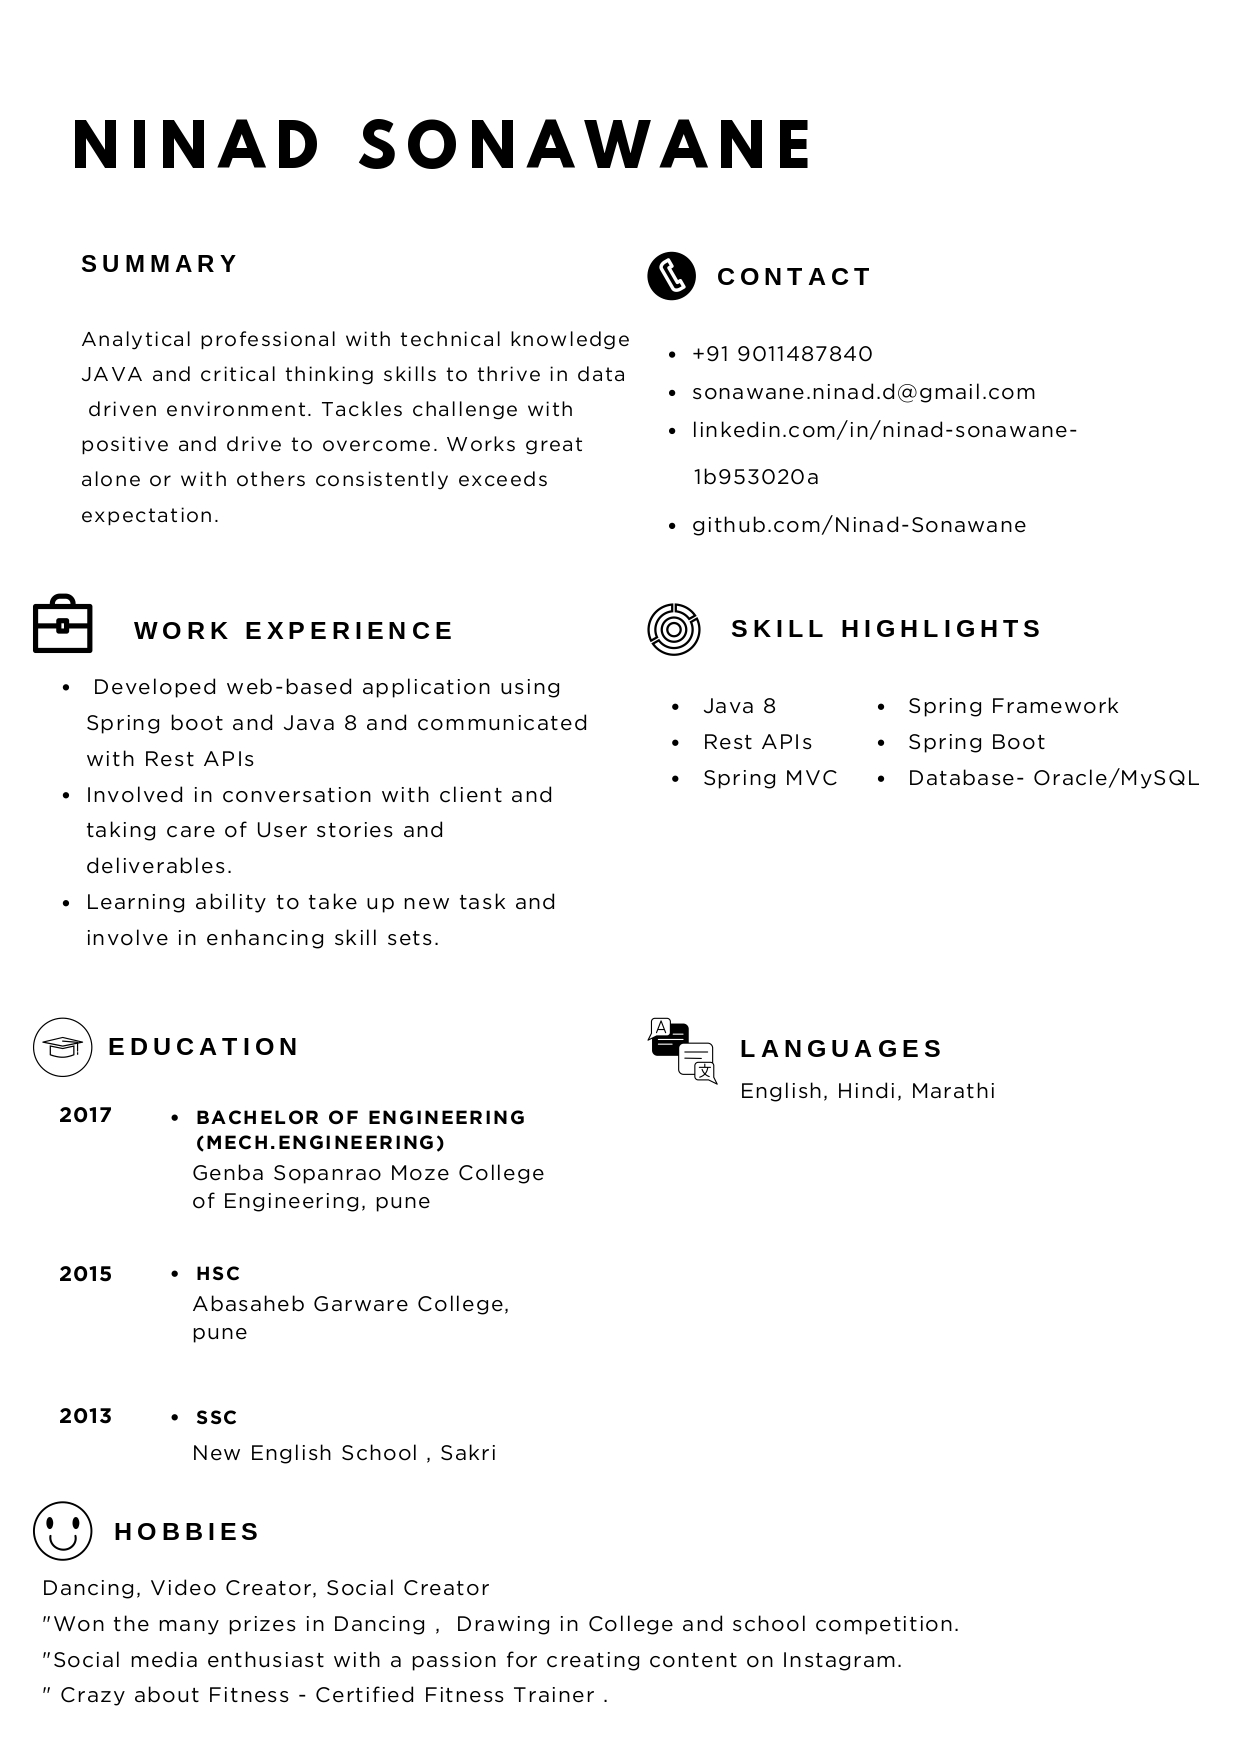 NINAD SONAWANE
SUMMARY
Analytical professional with technical knowledge
JAVA and critical thinking skills to thrive in data
driven environment. Tackles challenge with
positive and drive to overcome. Works great
alone or with others consistently exceeds
expectation.
CONTACT
• +91 9011487840
• sonawane.ninad.d@gmail.com
• linkedin.com/in/ninad-sonawane-
1b953020a
• github.com/Ninad-Sonawane
WORK EXPERIENCE
• Developed web-based application using
Spring boot and Java 8 and communicated
with Rest APIs
• Involved in conversation with client and
taking care of User stories and
deliverables.
• Learning ability to take up new task and
involve in enhancing skill sets.
SKILL HIGHLIGHTS
• Java 8
• Rest APIs
• Spring MVC
• Spring Framework
• Spring Boot
• Database- Oracle/MySQL
EDUCATION
2017
• BACHELOR OF ENGINEERING
(MECH.ENGINEERING)
Genba Sopanrao Moze College
of Engineering, pune
2015
• HSC
Abasaheb Garware College,
pune
2013
• SSC
New English School , Sakri
A
文
LANGUAGES
English, Hindi, Marathi
HOBBIES
Dancing, Video Creator, Social Creator
"Won the many prizes in Dancing ,  Drawing in College and school competition.
"Social media enthusiast with a passion for creating content on Instagram.
" Crazy about Fitness - Certified Fitness Trainer .